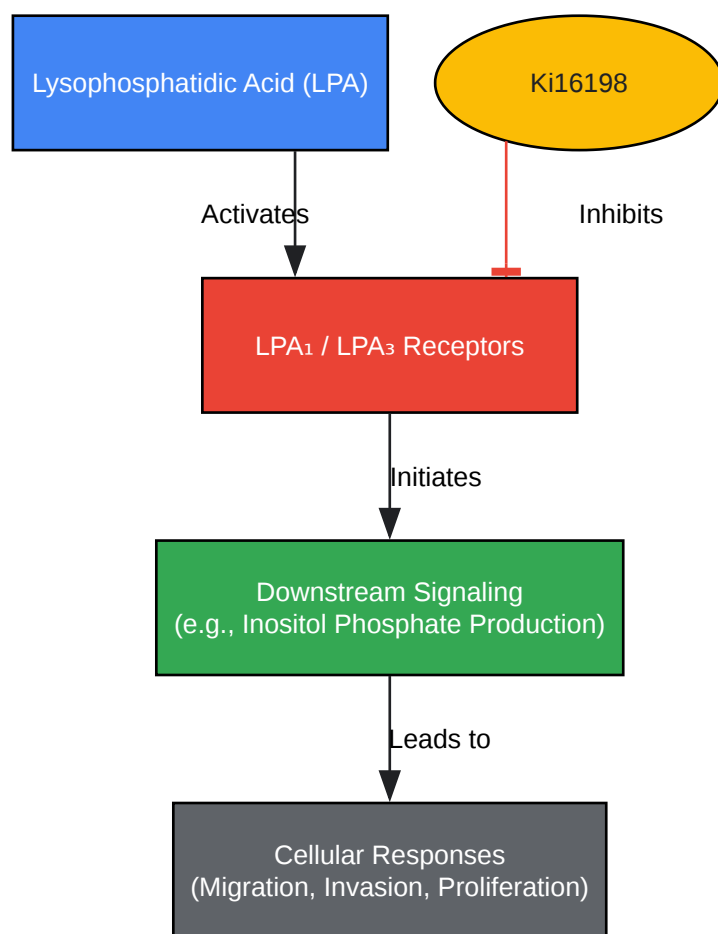 Lysophosphatidic Acid (LPA)
Ki16198
Activates
Inhibits
LPA₁ / LPA₃ Receptors
Initiates
Downstream Signaling
(e.g., Inositol Phosphate Production)
Leads to
Cellular Responses
(Migration, Invasion, Proliferation)